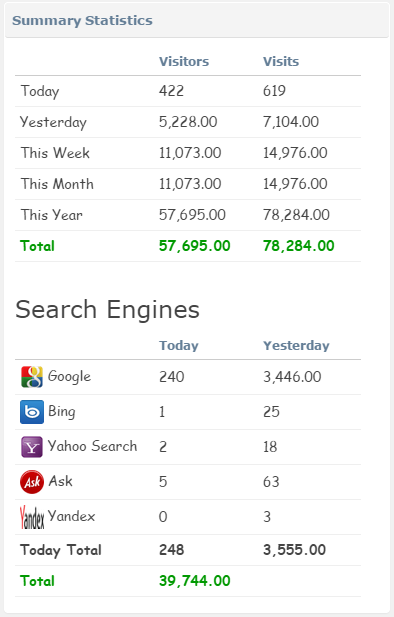 Summary Statistics
Visitors Visits
Today 422 619
Yesterday 5,228.00 7,104.00
This Week 11,073.00 14,976.00
This Month 11,073.00 14,976.00
This Year 57,695.00 78,284.00
Total 57,695.00 78,284.00
Search Engines
Today Yesterday
Google 240 3,446.00
Bing 1 25
Yahoo Search 2 18
Ask Ask 5 63
Yandex Yandex 0 3
Today Total 248 3,555.00
Total 39,744.00